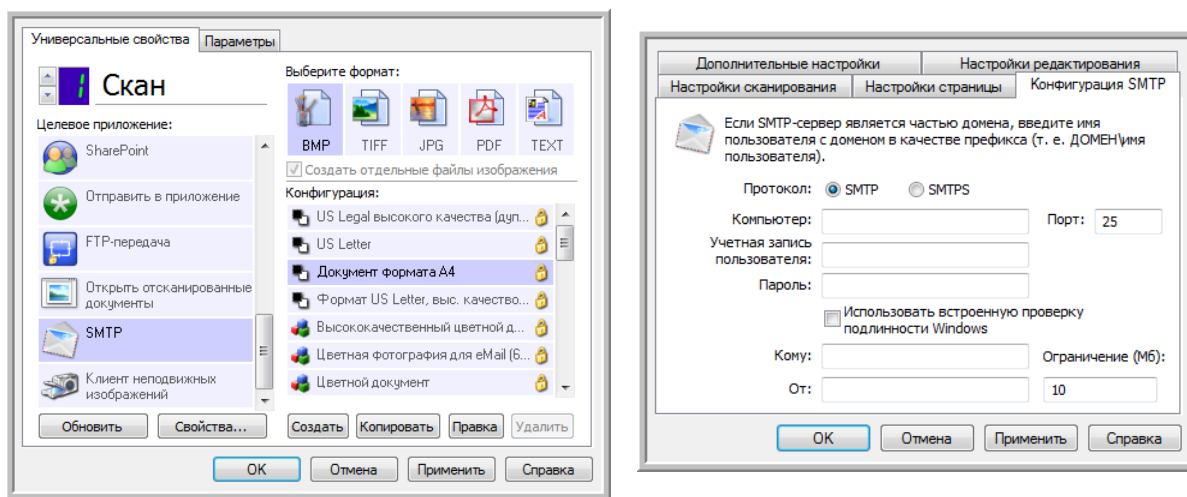 Универсальные свойства
Параметры
1
Скан
Целевое приложение:
SharePoint
Отправить в приложение
FTP-передача
Открыть отсканированные
документы
SMTP
Клиент неподвижных
изображений
Обновить
Свойства...
Выберите формат:
BMP
TIFF
JPG
PDF
TEXT
Создать отдельные файлы изображения
Конфигурация:
US Legal высокого качества (дуп...
US Letter
Документ формата A4
Формат US Letter, выс. качество...
Высококачественный цветной д...
Цветная фотография для eMail (6...
Цветной документ
Создать
Копировать
Правка
Удалить
OK
Отмена
Применить
Справка
Дополнительные настройки
Настройки редактирования
Настройки сканирования
Настройки страницы
Конфигурация SMTP
Если SMTP-сервер является частью домена, введите имя
пользователя с доменом в качестве префикса (т. е. ДОМЕН\имя
пользователя).
Протокол:
SMTP
SMTPS
Компьютер:
Порт:
25
Учетная запись
пользователя:
Пароль:
Использовать встроенную проверку
подлинности Windows
Кому:
Ограничение (Мб):
От:
10
OK
Отмена
Применить
Справка